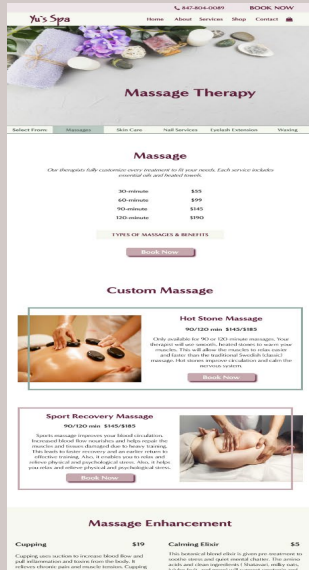 847-804-0089 BOOK NOW
Yu's Spa
Home About Services Shop Contact
Massage Therapy
Select From: Massages Skin Care Nail Services Eyelash Extension Waxing
Massage
Our therapists fully customize every treatment to fit your needs. Each service includes
essential oils and heated towels.
30-minute $55
60-minute $99
90-minute $145
120-minute $190
TYPES OF MASSAGES & BENEFITS
Book Now
Custom Massage
Hot Stone Massage
90/120 min $145/$185
Only available for 90 or 120-minute massages. Your
therapist will use smooth, heated stones to warm your
muscles. This will allow the muscles to relax easier
and faster than the traditional Swedish (classic)
massage. Hot stones improve circulation and calm the
nervous system.
Book Now
Sport Recovery Massage
90/120 min $145/$185
Sports massage improves your blood circulation.
Increased blood flow nourishes and helps repair the
muscles and tissues damaged due to heavy training.
This leads to faster recovery and an earlier return to
effective training. Also, it enables you to relax and
relieve physical and psychological stress. Also, it helps
you relax and relieve physical and psychological stress.
Book Now
Massage Enhancement
Cupping $19
Cupping uses suction to increase blood flow and
pull inflammation and toxins from the body. It
relieves chronic pain and muscle tension. Cupping
Calming Elixir $5
This botanical blend elixir is given pre treatment to
soothe stress and quiet mental chatter. The amino
acids and clean ingredients